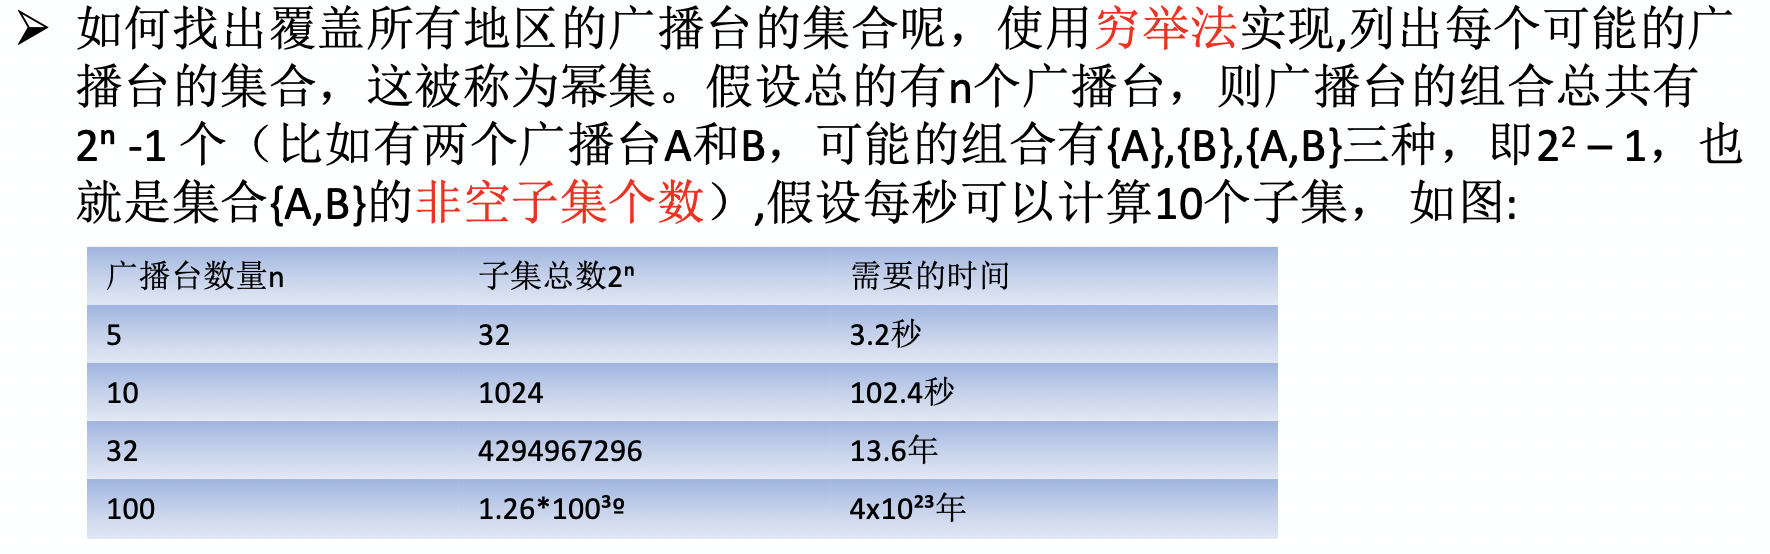 ➢ 如何找出覆盖所有地区的广播台的集合呢，使用穷举法实现,列出每个可能的广
播台的集合，这被称为幂集。假设总的有n个广播台，则广播台的组合总共有
2ⁿ -1 个（比如有两个广播台A和B，可能的组合有{A},{B},{A,B}三种，即2² – 1，也
就是集合{A,B}的非空子集个数）,假设每秒可以计算10个子集， 如图:
广播台数量n 子集总数2ⁿ 需要的时间
5 32 3.2秒
10 1024 102.4秒
32 4294967296 13.6年
100 1.26*100³º 4x10²³年